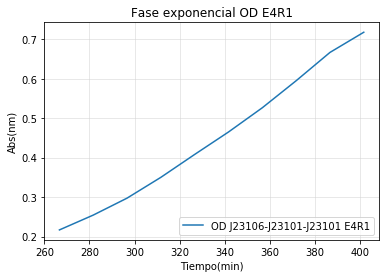 Fase exponencial OD E4R1
Abs(nm)
0.7
0.6
0.5
0.4
0.3
0.2
OD J23106-J23101-J23101 E4R1
260 280 300 320 340 360 380 400
Tiempo(min)